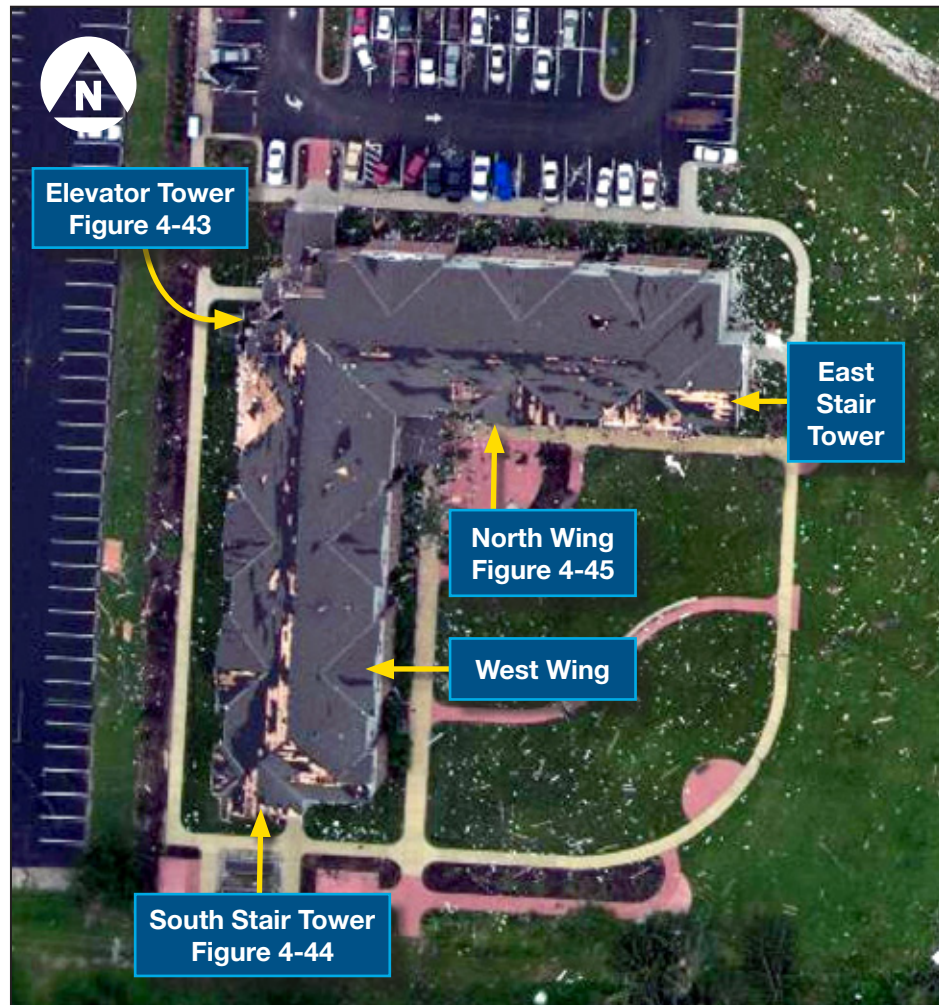 N
Elevator Tower
Figure 4-43
East
Stair
Tower
North Wing
Figure 4-45
West Wing
South Stair Tower
Figure 4-44